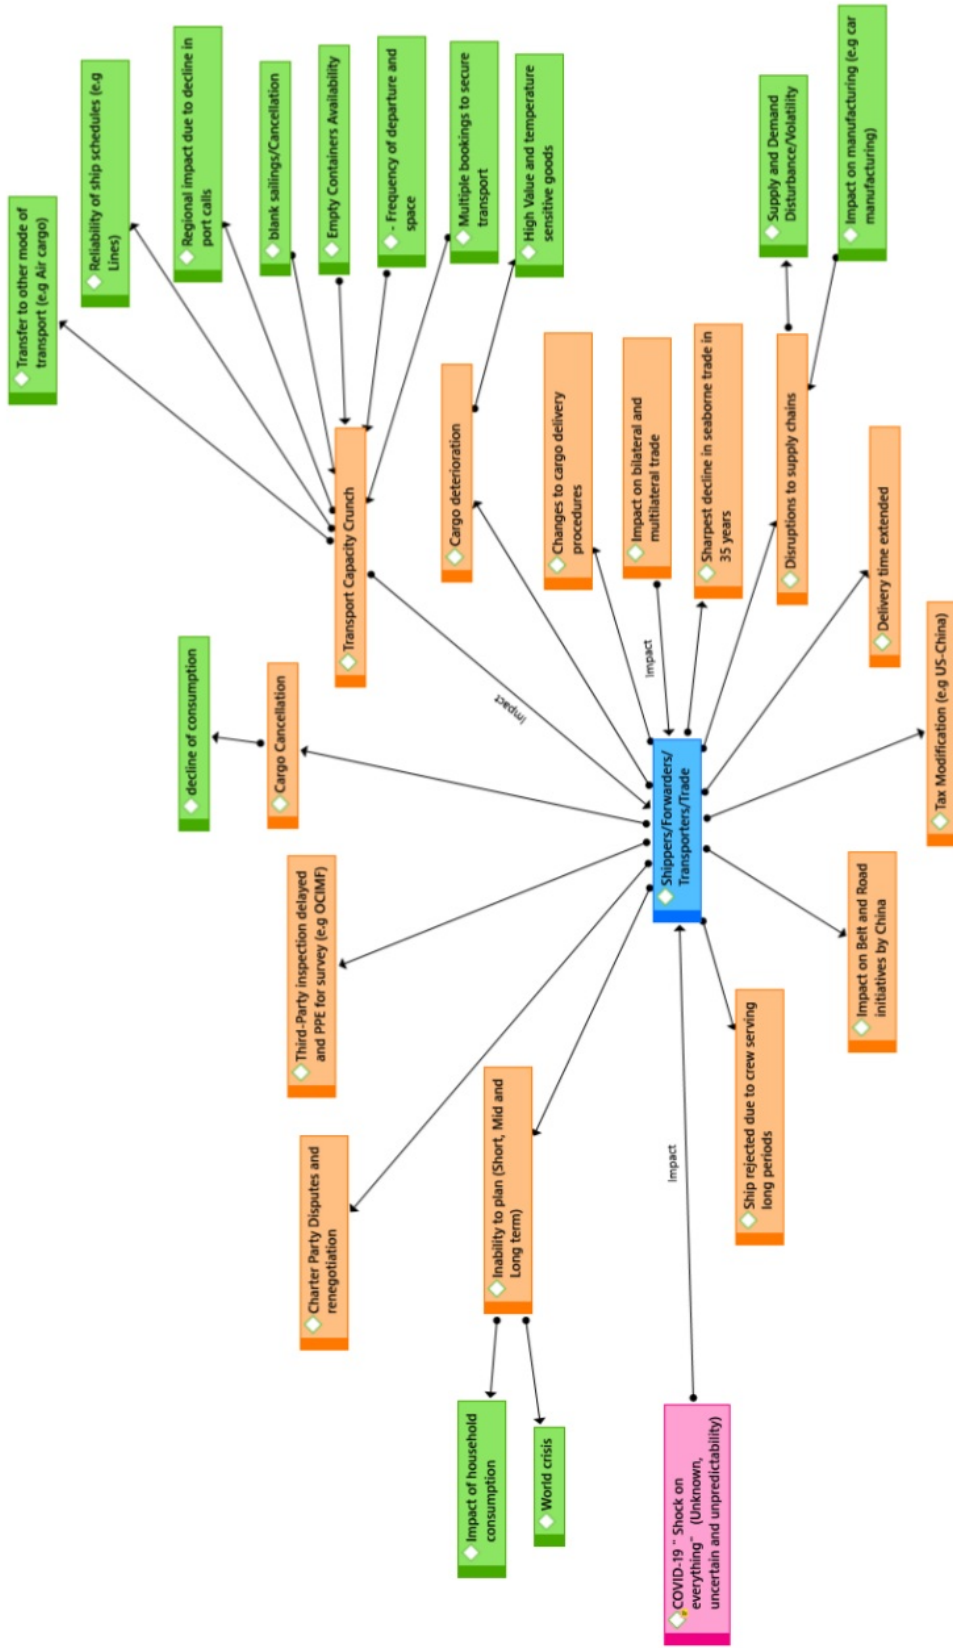 Transfer to other mode of
transport (e.g Air cargo)
Reliability of ship schedules (e.g
Lines)
Regional impact due to decline in
port calls
blank sailings/Cancellation
Empty Containers Availability
- Frequency of departure and
space
Multiple bookings to secure
transport
High Value and temperature
sensitive goods
Supply and Demand
Disturbance/Volatility
Impact on manufacturing (e.g car
manufacturing)
Transport Capacity Crunch
Cargo deterioration
Changes to cargo delivery
procedures
Impact on bilateral and
multilateral trade
Sharpest decline in seaborne trade in
35 years
Disruptions to supply chains
Delivery time extended
Tax Modification (e.g US-China)
decline of consumption
Cargo Cancellation
Impact
Impact
Shippers/Forwarders/
Transporters/Trade
Third-Party inspection delayed
and PPE for survey (e.g OCIMF)
Charter Party Disputes and
renegotiation
Inability to plan (Short, Mid and
Long term)
Impact on Belt and Road
initiatives by China
Ship rejected due to crew serving
long periods
Impact
Impact of household
consumption
World crisis
COVID-19 " Shock on
everything" (Unknown,
uncertain and unpredictability)